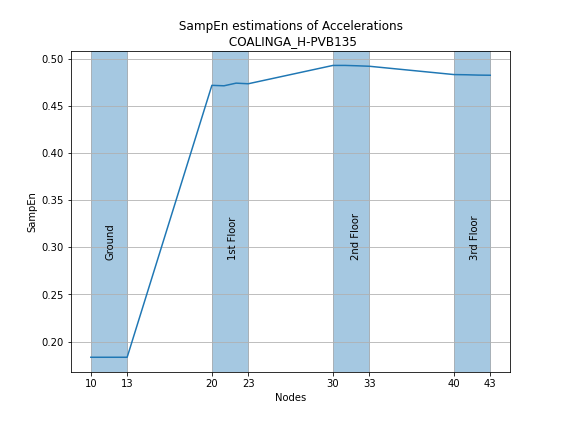 SampEn estimations of Accelerations
COALINGA_H-PVB135
0.50
0.45
0.40
0.35
0.30
0.25
0.20
SampEn
Ground
1st Floor
2nd Floor
3rd Floor
10 13 20 23 30 33 40 43
Nodes